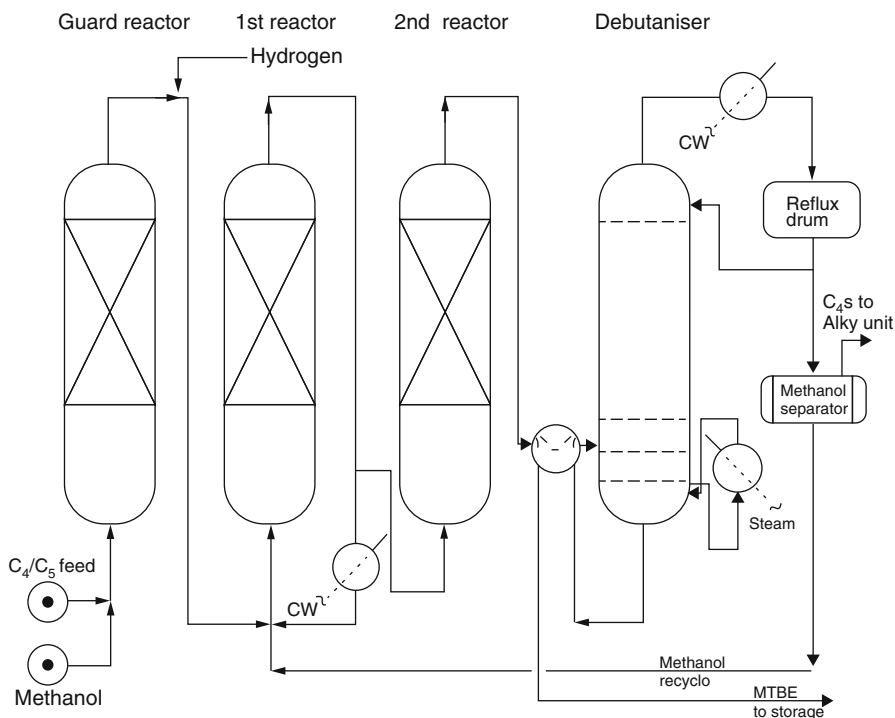 Guard reactor
1st reactor
2nd reactor
Debutaniser
Hydrogen
CW
Reflux
drum
C₄s to
Alky unit
Methanol
separator
Steam
C₄/C₅ feed
CW
Methanol
Methanol
recyclo
MTBE
to storage